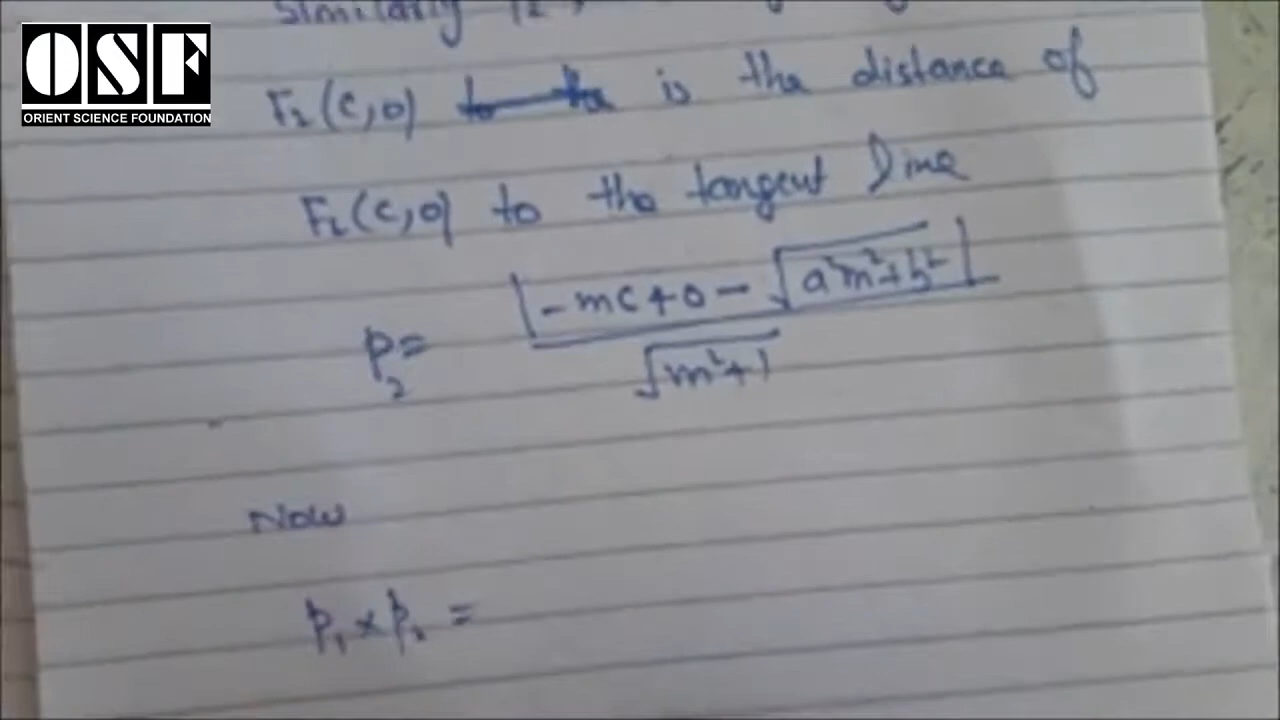 OSF
ORIENT SCIENCE FOUNDATION
Similarly
F₂(c,0) is the distance of
F₂(c,0) to the tangent line
p₂ = |-mc+0-√(a²m²+b²)| / √(m²+1)
Now
p₁ × p₂ =